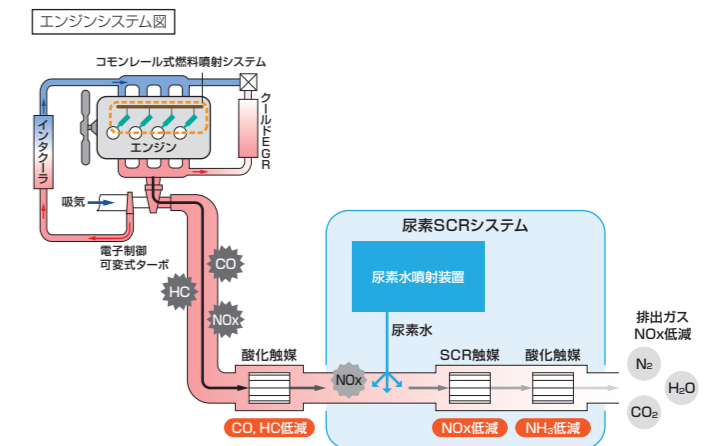 エンジンシステム図
コモンレール式燃料噴射システム
クールドEGR
インタクーラ
エンジン
吸気
電子制御
可変式ターボ
CO
HC
NOx
尿素SCRシステム
尿素水噴射装置
尿素水
酸化触媒
NOx
SCR触媒
酸化触媒
CO, HC低減
NOx低減
NH₃低減
排出ガス
NOx低減
N₂
H₂O
CO₂